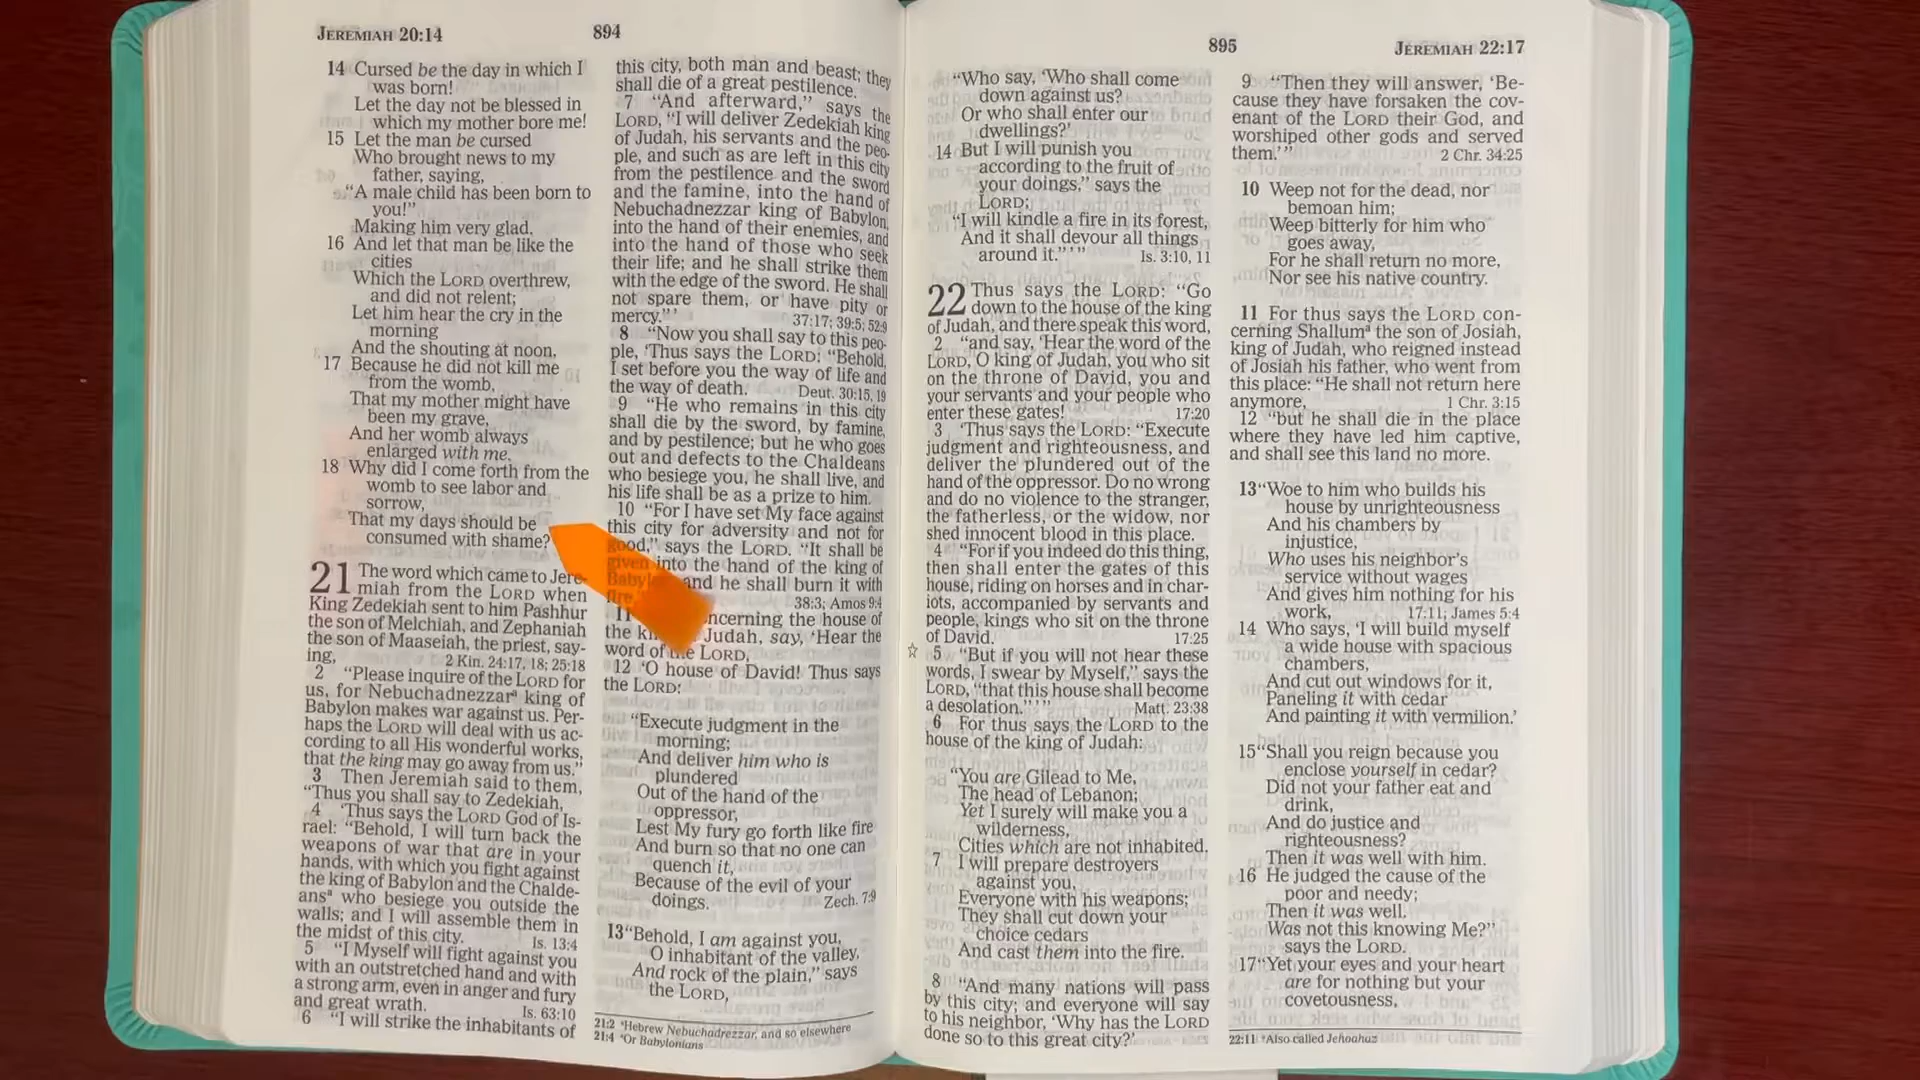 JEREMIAH 20:14
894
14 Cursed be the day in which I
was born!
Let the day not be blessed in
which my mother bore me!
15 Let the man be cursed
Who brought news to my
father, saying,
“A male child has been born to
you!”
Making him very glad.
16 And let that man be like the
cities
Which the LORD overthrew,
and did not relent;
Let him hear the cry in the
morning
And the shouting at noon,
17 Because he did not kill me
from the womb,
That my mother might have
been my grave,
And her womb always
enlarged with me.
18 Why did I come forth from the
womb to see labor and
sorrow,
That my days should be
consumed with shame?
21 The word which came to Jere-
miah from the LORD when
King Zedekiah sent to him Pashhur
the son of Melchiah, and Zephaniah
the son of Maaseiah, the priest, say-
ing, 2 Kin. 24:17, 18; 25:18
2 “Please inquire of the LORD for
us, for Nebuchadnezzarª king of
Babylon makes war against us. Per-
haps the LORD will deal with us ac-
cording to all His wonderful works,
that the king may go away from us.”
3 Then Jeremiah said to them,
“Thus you shall say to Zedekiah,
4 ‘Thus says the LORD God of Is-
rael: “Behold, I will turn back the
weapons of war that are in your
hands, with which you fight against
the king of Babylon and the Chalde-
ansª who besiege you outside the
walls; and I will assemble them in
the midst of this city. Is. 13:4
5 “I Myself will fight against you
with an outstretched hand and with
a strong arm, even in anger and fury
and great wrath. Is. 63:10
6 “I will strike the inhabitants of
this city, both man and beast; they
shall die of a great pestilence.
7 “And afterward,” says the
LORD, “I will deliver Zedekiah king
of Judah, his servants and the peo-
ple, and such as are left in this city
from the pestilence and the sword
and the famine, into the hand of
Nebuchadnezzar king of Babylon,
into the hand of their enemies, and
into the hand of those who seek
their life; and he shall strike them
with the edge of the sword. He shall
not spare them, or have pity or
mercy.”’ 37:17; 39:5; 52:9
8 “Now you shall say to this peo-
ple, ‘Thus says the LORD: “Behold,
I set before you the way of life and
the way of death. Deut. 30:15, 19
9 “He who remains in this city
shall die by the sword, by famine,
and by pestilence; but he who goes
out and defects to the Chaldeans
who besiege you, he shall live, and
his life shall be as a prize to him.
10 “For I have set My face against
this city for adversity and not for
good,” says the LORD. “It shall be
given into the hand of the king of
Babylon and he shall burn it with
fire.” 38:3; Amos 9:4
11 ncerning the house of
the Judah, say, ‘Hear the
word of the LORD,
12 ‘O house of David! Thus says
the LORD:
“Execute judgment in the
morning;
And deliver him who is
plundered
Out of the hand of the
oppressor,
Lest My fury go forth like fire
And burn so that no one can
quench it,
Because of the evil of your
doings. Zech. 7:9
13 “Behold, I am against you,
O inhabitant of the valley,
And rock of the plain,” says
the LORD,
21:2 ªHebrew Nebuchadrezzar, and so elsewhere
21:4 ªOr Babylonians
895
JEREMIAH 22:17
“Who say, ‘Who shall come
down against us?
Or who shall enter our
dwellings?’
14 But I will punish you
according to the fruit of
your doings,” says the
LORD;
“I will kindle a fire in its forest,
And it shall devour all things
around it.”’” Is. 3:10, 11
22 Thus says the LORD: “Go
down to the house of the king
of Judah, and there speak this word,
2 “and say, ‘Hear the word of the
LORD, O king of Judah, you who sit
on the throne of David, you and
your servants and your people who
enter these gates! 17:20
3 ‘Thus says the LORD: “Execute
judgment and righteousness, and
deliver the plundered out of the
hand of the oppressor. Do no wrong
and do no violence to the stranger,
the fatherless, or the widow, nor
shed innocent blood in this place.
4 “For if you indeed do this thing,
then shall enter the gates of this
house, riding on horses and in char-
iots, accompanied by servants and
people, kings who sit on the throne
of David. 17:25
☆ 5 “But if you will not hear these
words, I swear by Myself,” says the
LORD, “that this house shall become
a desolation.”’” Matt. 23:38
6 For thus says the LORD to the
house of the king of Judah:
“You are Gilead to Me,
The head of Lebanon;
Yet I surely will make you a
wilderness,
Cities which are not inhabited.
7 I will prepare destroyers
against you,
Everyone with his weapons;
They shall cut down your
choice cedars
And cast them into the fire.
8 “And many nations will pass
by this city; and everyone will say
to his neighbor, ‘Why has the LORD
done so to this great city?’
9 “Then they will answer, ‘Be-
cause they have forsaken the cov-
enant of the LORD their God, and
worshiped other gods and served
them.’” 2 Chr. 34:25
10 Weep not for the dead, nor
bemoan him;
Weep bitterly for him who
goes away,
For he shall return no more,
Nor see his native country.
11 For thus says the LORD con-
cerning Shallumª the son of Josiah,
king of Judah, who reigned instead
of Josiah his father, who went from
this place: “He shall not return here
anymore, 1 Chr. 3:15
12 “but he shall die in the place
where they have led him captive,
and shall see this land no more.
13 “Woe to him who builds his
house by unrighteousness
And his chambers by
injustice,
Who uses his neighbor’s
service without wages
And gives him nothing for his
work, 17:11; James 5:4
14 Who says, ‘I will build myself
a wide house with spacious
chambers,
And cut out windows for it,
Paneling it with cedar
And painting it with vermilion.’
15 “Shall you reign because you
enclose yourself in cedar?
Did not your father eat and
drink,
And do justice and
righteousness?
Then it was well with him.
16 He judged the cause of the
poor and needy;
Then it was well.
Was not this knowing Me?”
says the LORD.
17 “Yet your eyes and your heart
are for nothing but your
covetousness,
22:11 ªAlso called Jehoahaz